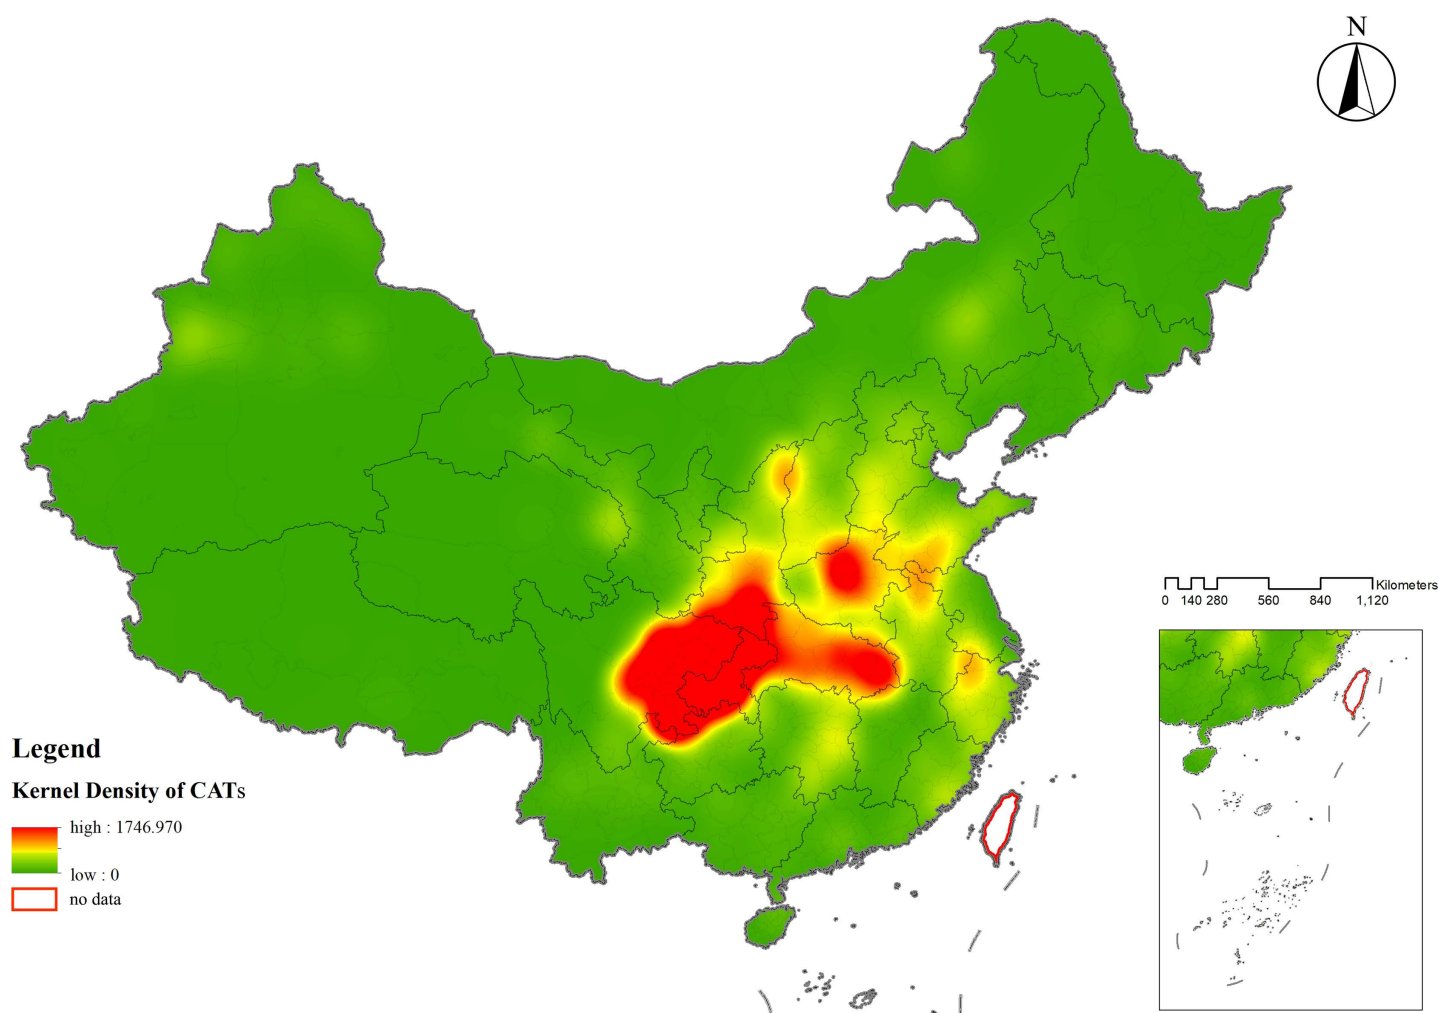 N
Kilometers
0 140 280 560 840 1,120
Legend
Kernel Density of CATs
high : 1746.970
low : 0
no data